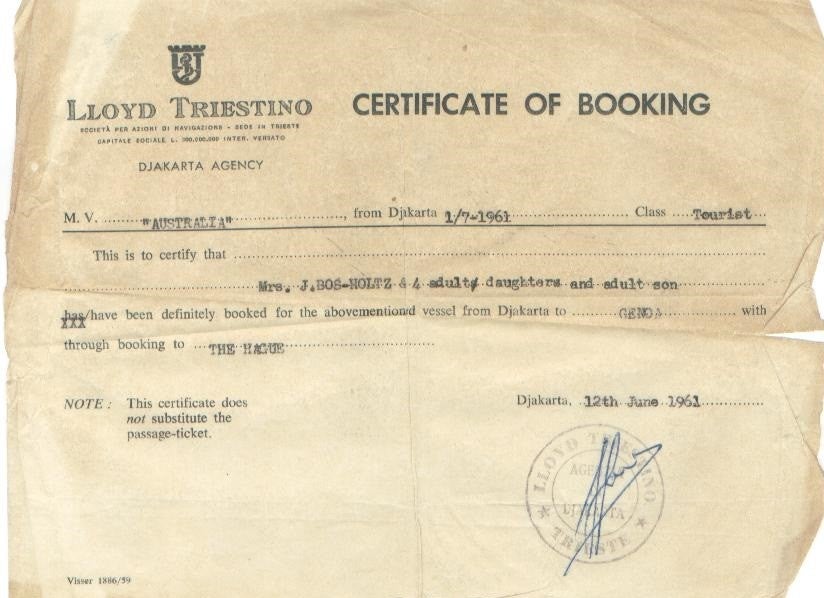 LLOYD TRIESTINO
SOCIETÀ PER AZIONI DI NAVIGAZIONE - SEDE IN TRIESTE
CAPITALE SOCIALE L. 900.000.000 INTER. VERSATO
DJAKARTA AGENCY
CERTIFICATE OF BOOKING
M. V. "AUSTRALIA", from Djakarta 1/7-1961 Class Tourist
This is to certify that
Mrs. J.BOS-HOLTZ & 4 adult daughters and adult son
has/have been definitely booked for the abovementioned vessel from Djakarta to GENOA with
XXX
through booking to THE HAGUE
NOTE: This certificate does
not substitute the
passage-ticket.
Djakarta, 12th June 1961
LLOYD TRIESTINO
DJAKARTA
TRIESTE
Visser 1886/59